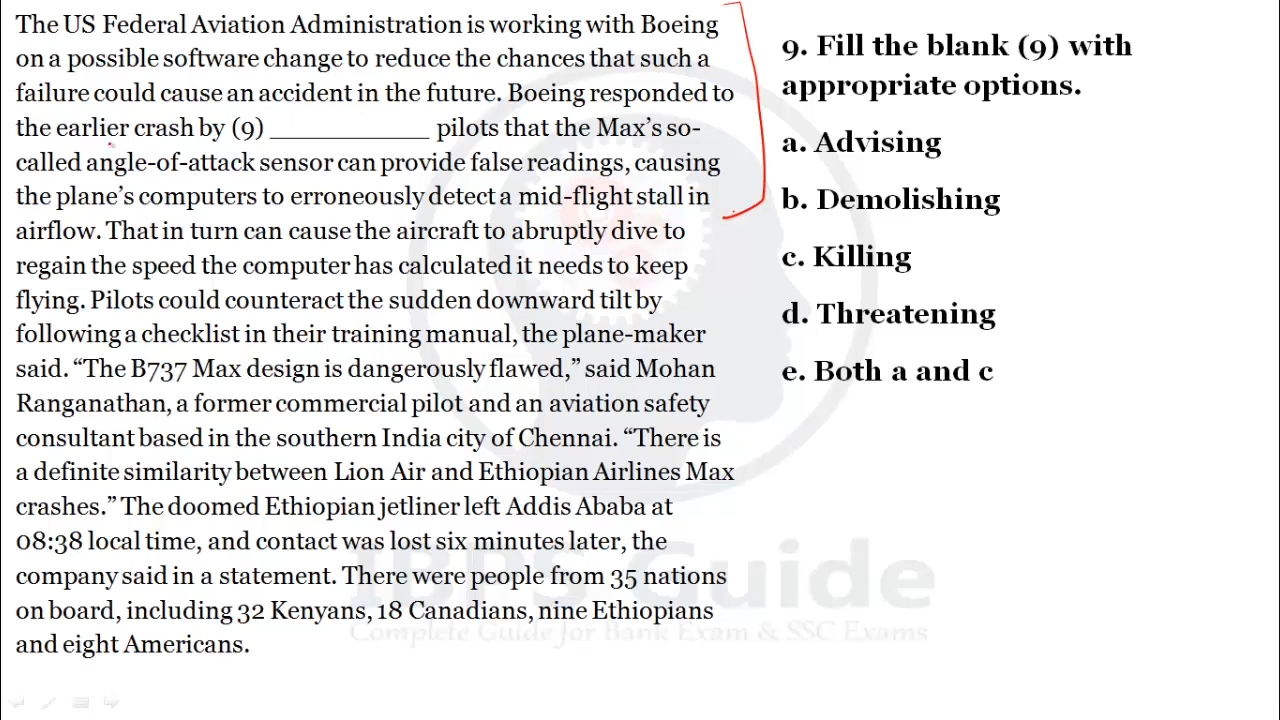 The US Federal Aviation Administration is working with Boeing
on a possible software change to reduce the chances that such a
failure could cause an accident in the future. Boeing responded to
the earlier crash by (9) ____________ pilots that the Max’s so-
called angle-of-attack sensor can provide false readings, causing
the plane’s computers to erroneously detect a mid-flight stall in
airflow. That in turn can cause the aircraft to abruptly dive to
regain the speed the computer has calculated it needs to keep
flying. Pilots could counteract the sudden downward tilt by
following a checklist in their training manual, the plane-maker
said. “The B737 Max design is dangerously flawed,” said Mohan
Ranganathan, a former commercial pilot and an aviation safety
consultant based in the southern India city of Chennai. “There is
a definite similarity between Lion Air and Ethiopian Airlines Max
crashes.” The doomed Ethiopian jetliner left Addis Ababa at
08:38 local time, and contact was lost six minutes later, the
company said in a statement. There were people from 35 nations
on board, including 32 Kenyans, 18 Canadians, nine Ethiopians
and eight Americans.
9. Fill the blank (9) with
appropriate options.
a. Advising
b. Demolishing
c. Killing
d. Threatening
e. Both a and c
IBPS Guide
Complete Guide for Bank Exam & SSC Exams